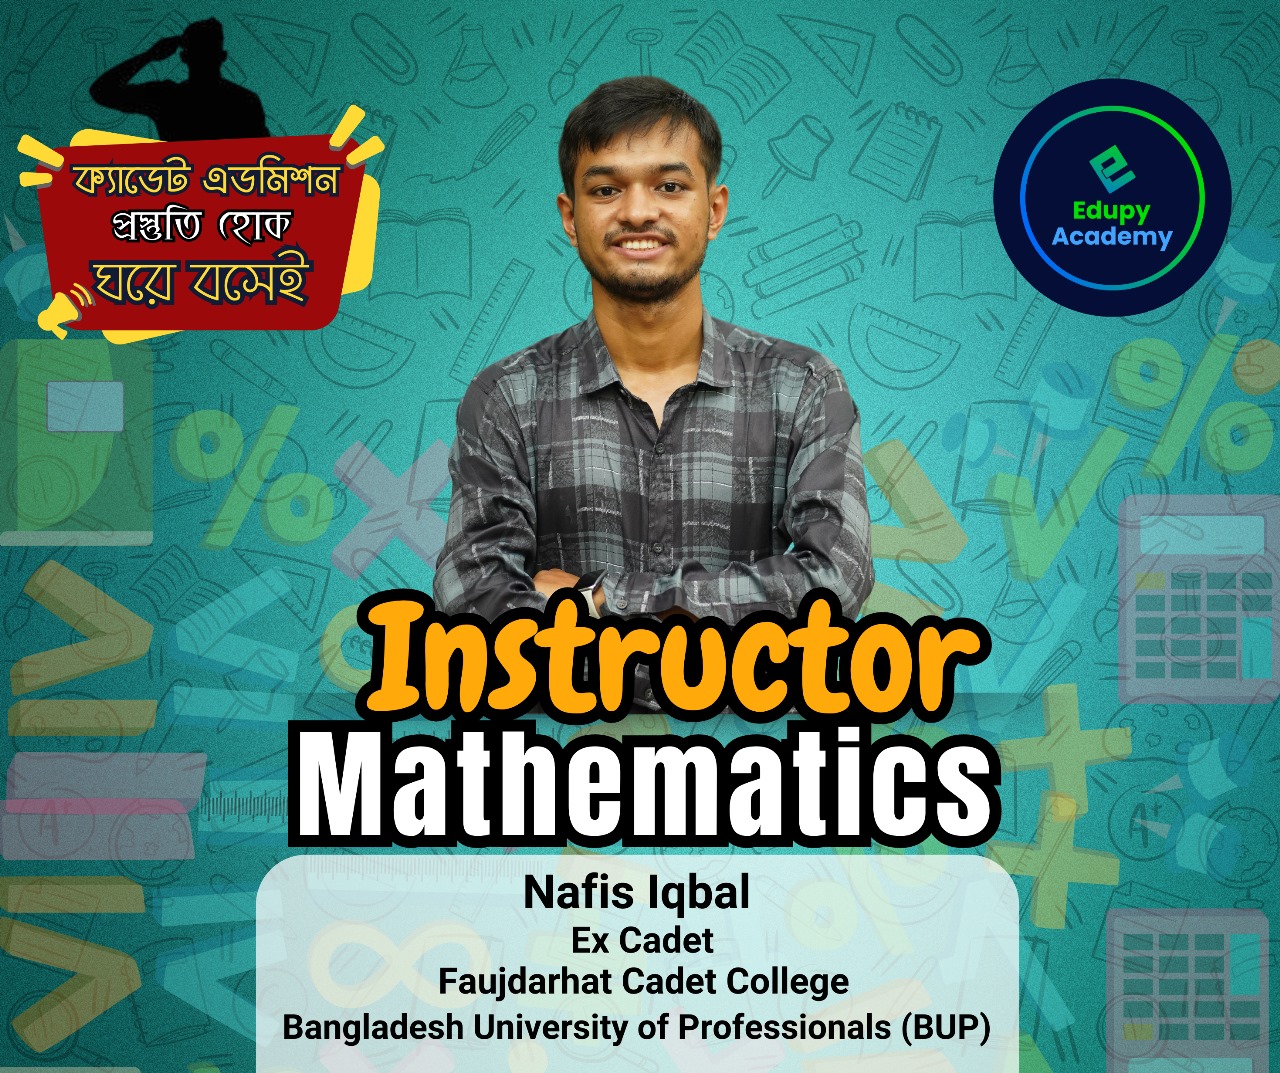 ক্যাডেট এডমিশন
প্রস্তুতি হোক
ঘরে বসেই
Edupy
Academy
Instructor
Mathematics
Nafis Iqbal
Ex Cadet
Faujdarhat Cadet College
Bangladesh University of Professionals (BUP)
A+
A+